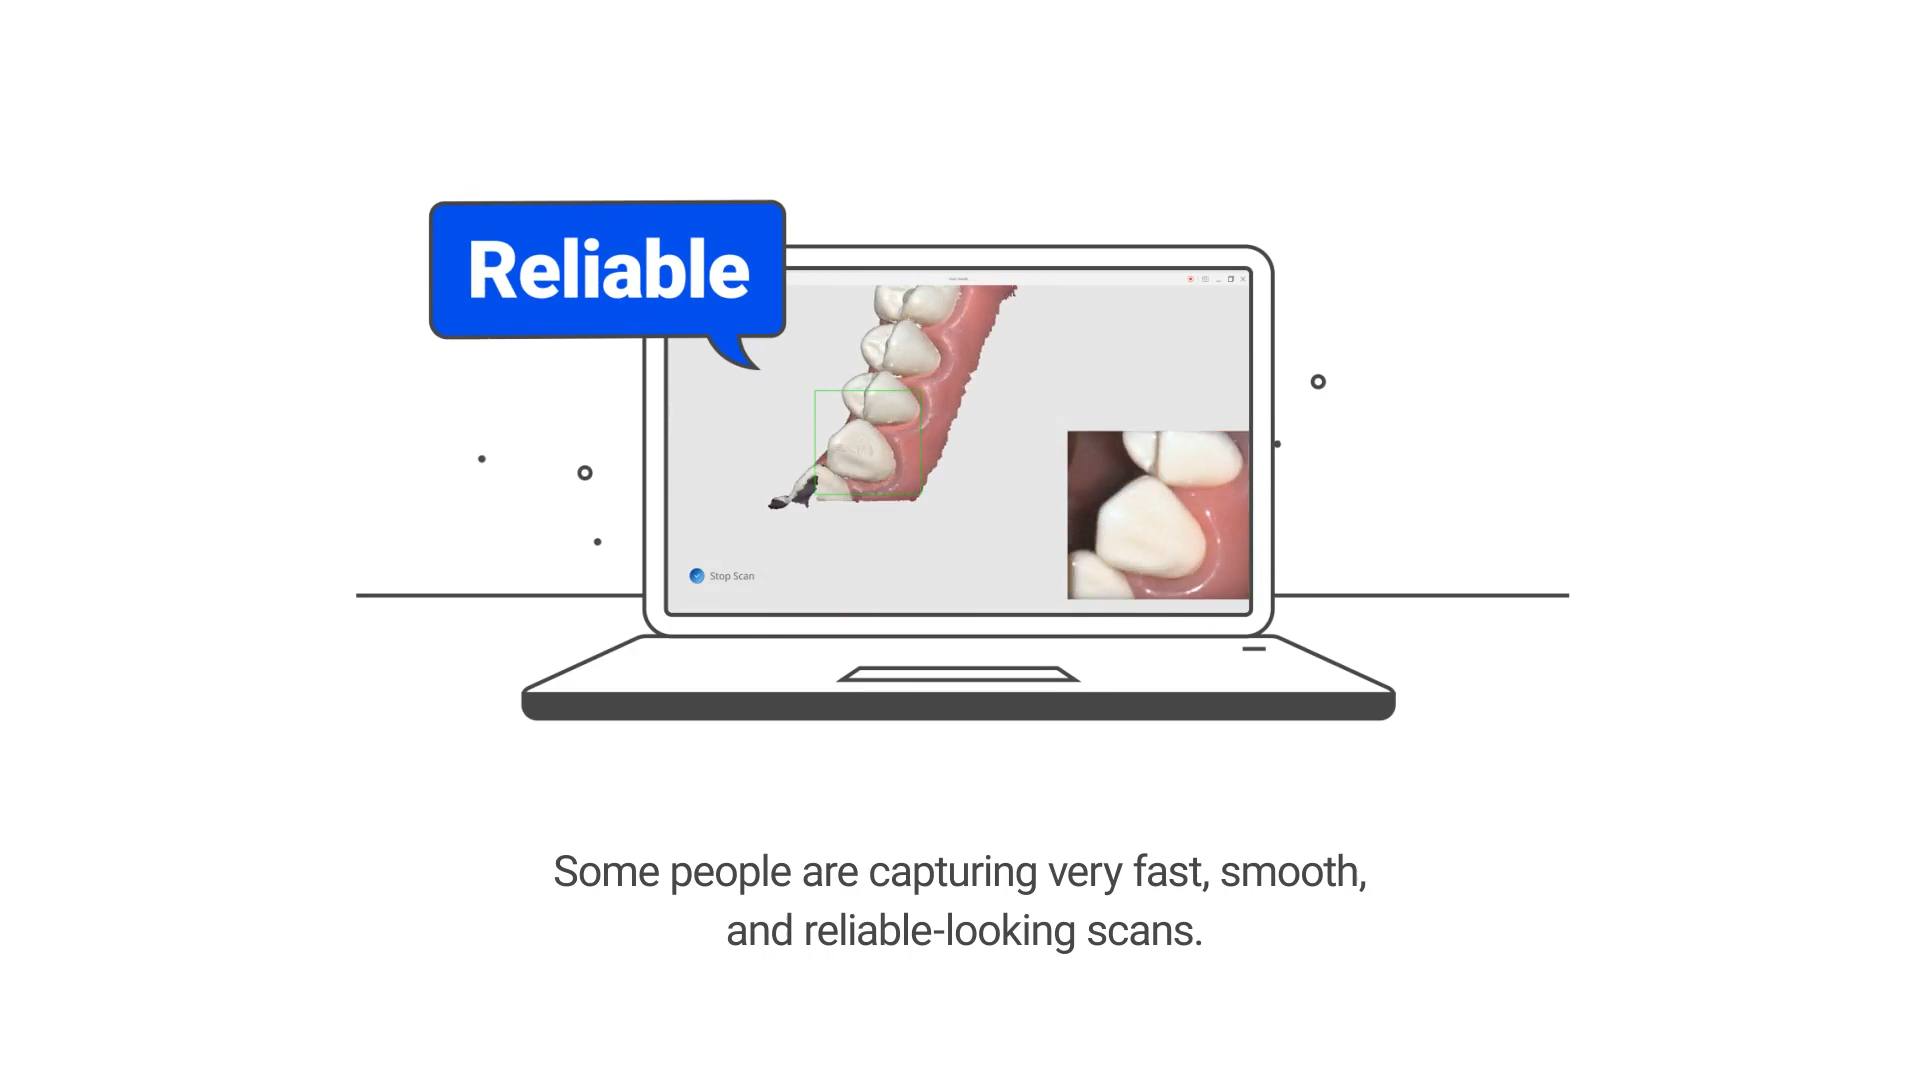 Reliable
Stop Scan
Some people are capturing very fast, smooth,
and reliable-looking scans.